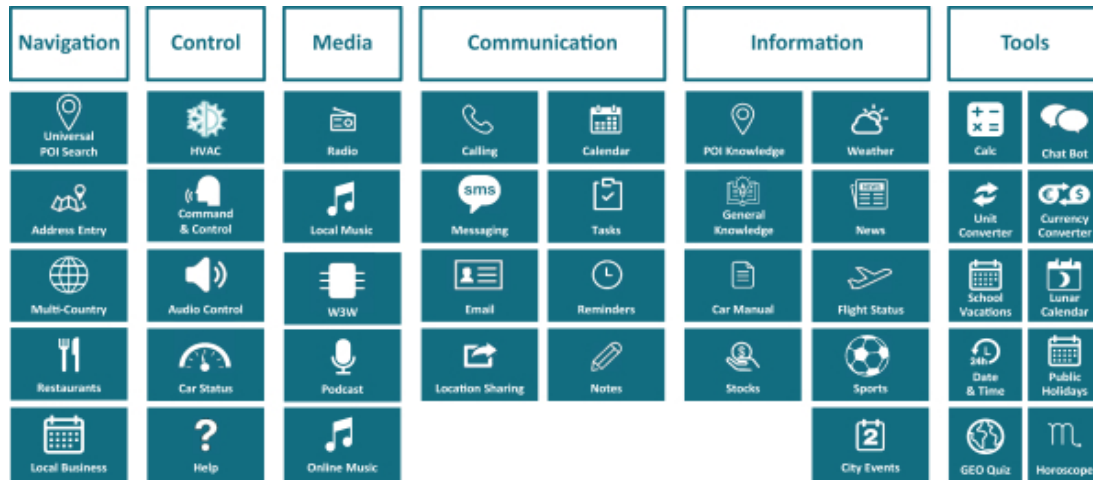 Navigation
Control
Media
Communication
Information
Tools
Universal
POI Search
HVAC
Radio
Calling
Calendar
POI Knowledge
Weather
+ −
× =
Calc
Chat Bot
Address Entry
Command
& Control
Local Music
sms
Messaging
Tasks
General
Knowledge
NEWS
News
Unit
Converter
€ $
Currency
Converter
Multi-Country
Audio Control
W3W
Email
Reminders
Car Manual
Flight Status
School
Vacations
Lunar
Calendar
Restaurants
Car Status
Podcast
Location Sharing
Notes
$
Stocks
Sports
24h
Date
& Time
Public
Holidays
Local Business
?
Help
Online Music
2
City Events
GEO Quiz
Horoscope